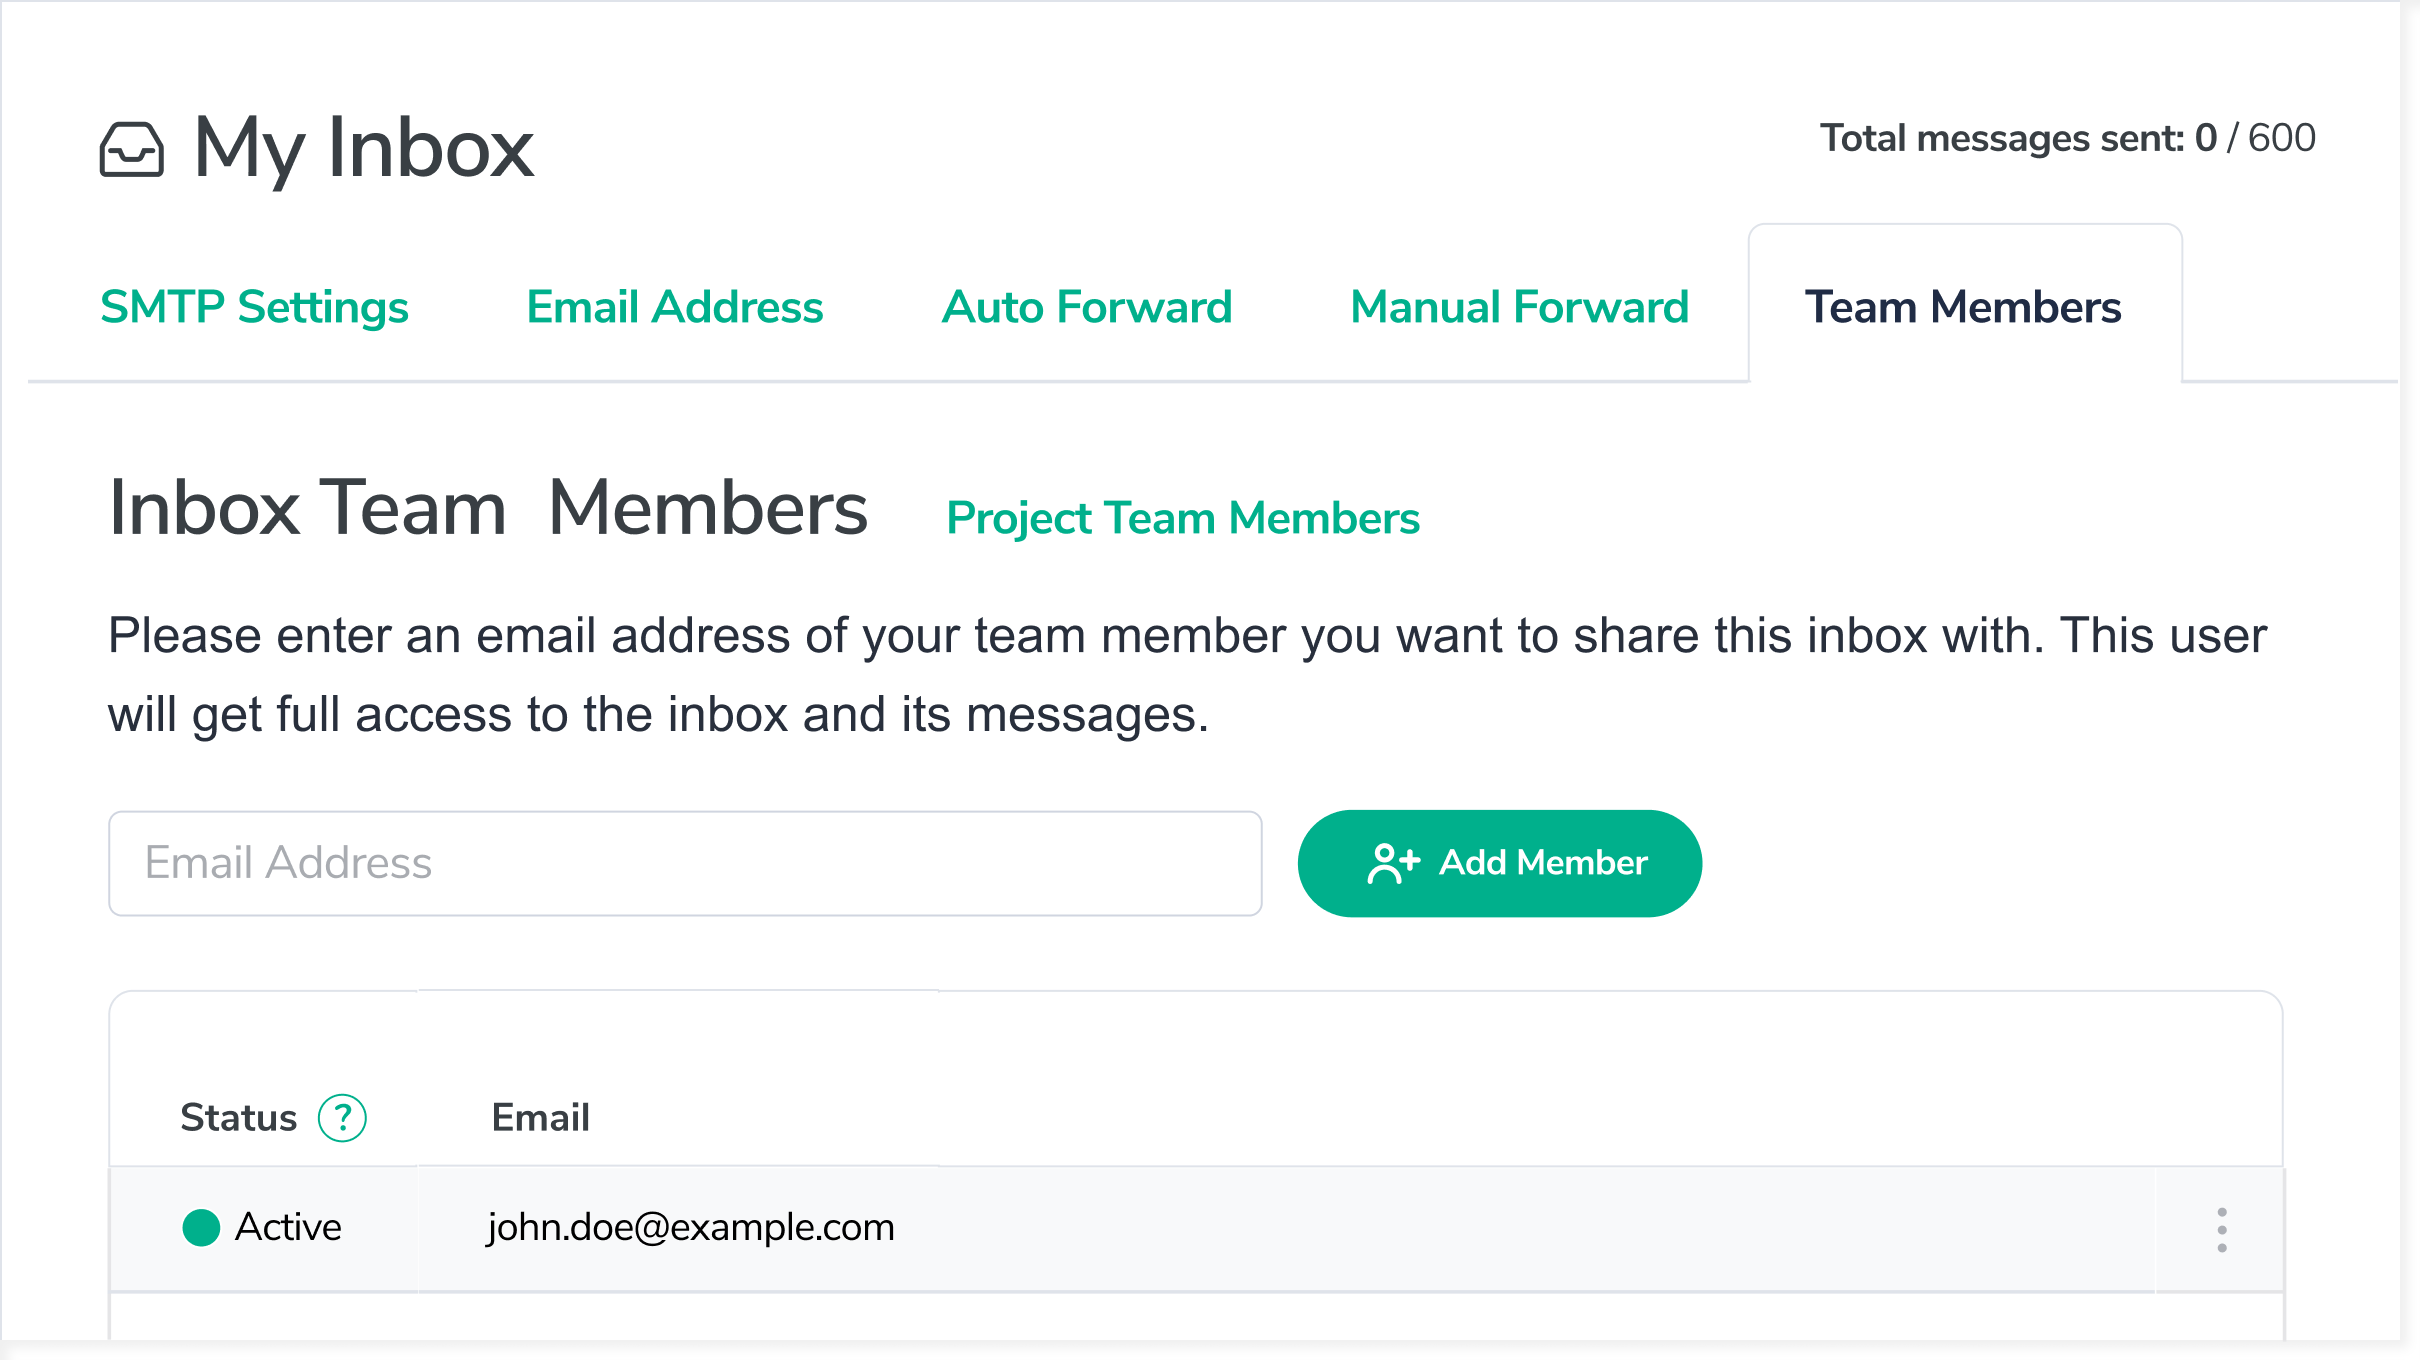 My Inbox
Total messages sent: 0 / 600
SMTP Settings
Email Address
Auto Forward
Manual Forward
Team Members
Inbox Team Members
Project Team Members
Please enter an email address of your team member you want to share this inbox with. This user
will get full access to the inbox and its messages.
Email Address
Add Member
Status ?
Email
Active
john.doe@example.com